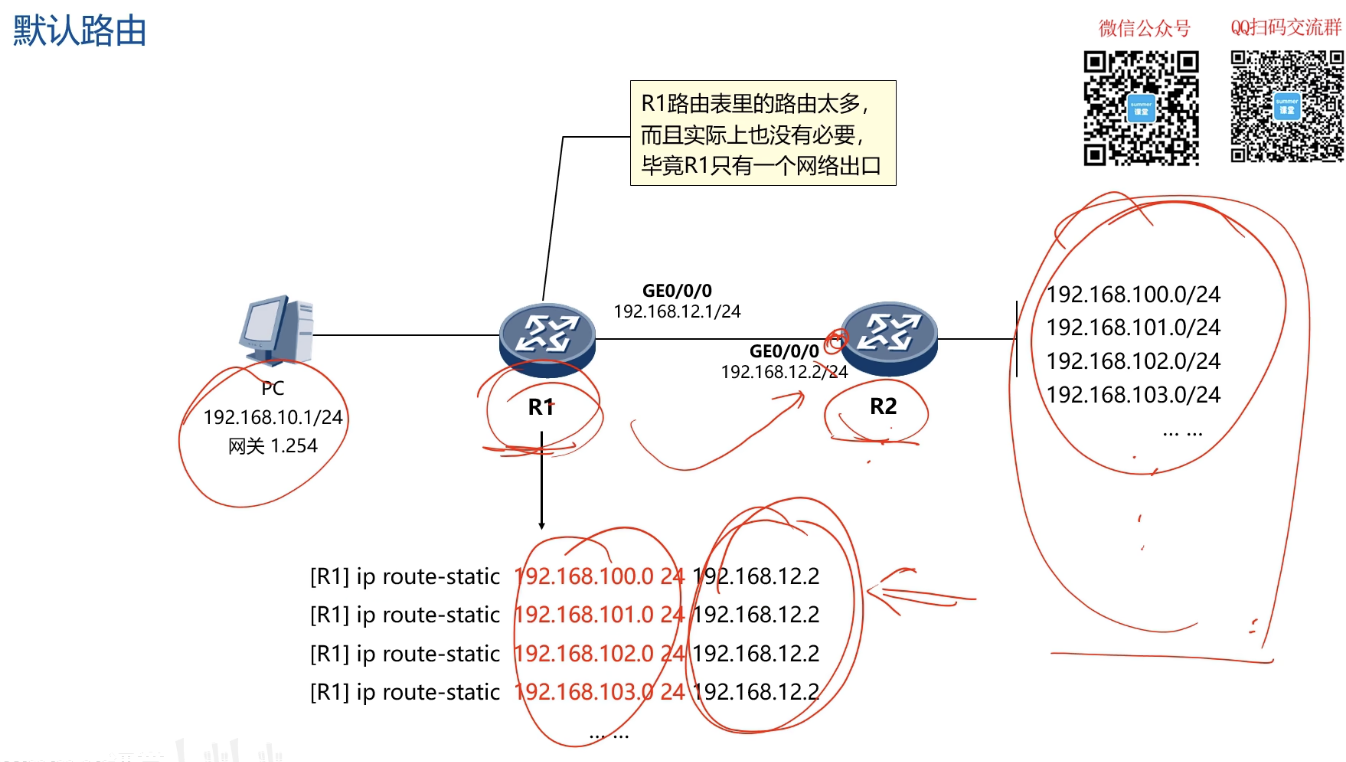 默认路由
微信公众号
QQ扫码交流群
summer
课堂
summer
课堂
R1路由表里的路由太多，
而且实际上也没有必要，
毕竟R1只有一个网络出口
GE0/0/0
192.168.12.1/24
GE0/0/0
192.168.12.2/24
PC
192.168.10.1/24
网关 1.254
R1
R2
192.168.100.0/24
192.168.101.0/24
192.168.102.0/24
192.168.103.0/24
... ...
[R1] ip route-static 192.168.100.0 24 192.168.12.2
[R1] ip route-static 192.168.101.0 24 192.168.12.2
[R1] ip route-static 192.168.102.0 24 192.168.12.2
[R1] ip route-static 192.168.103.0 24 192.168.12.2
... ...